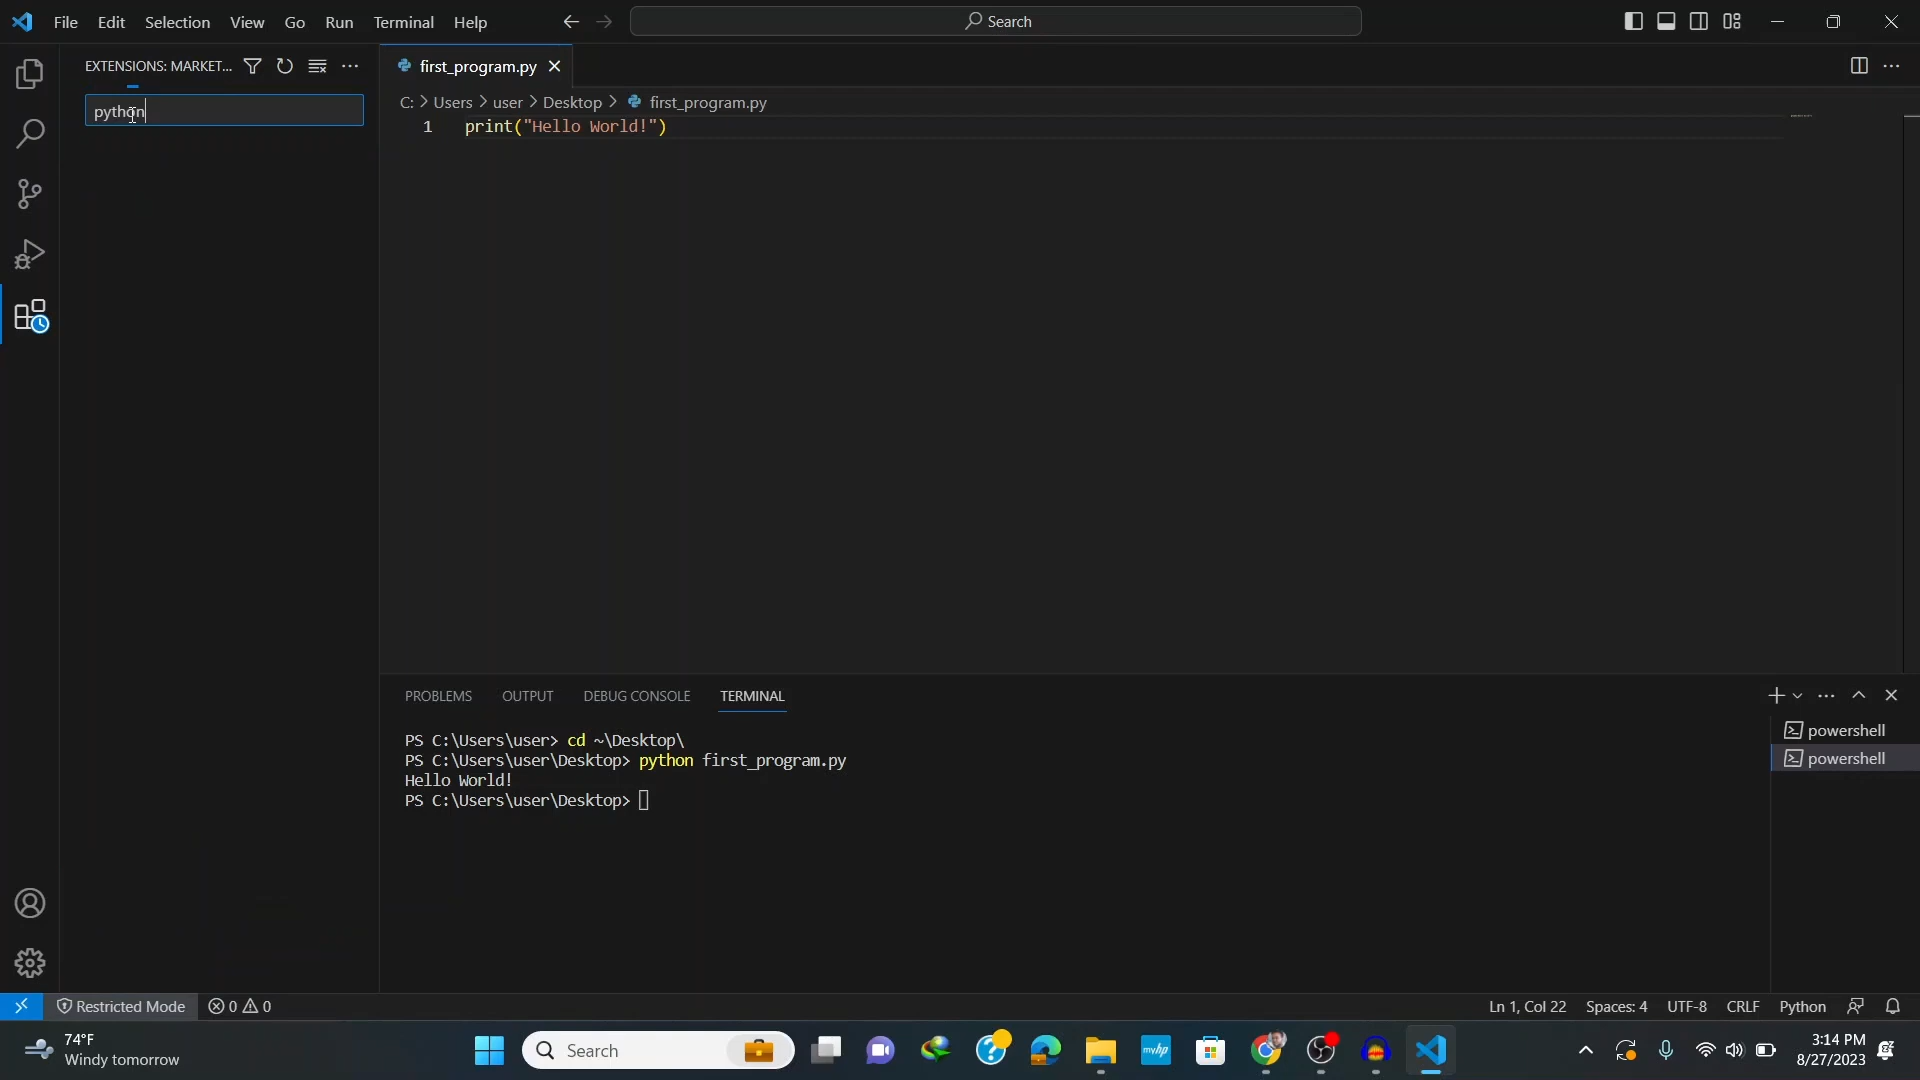 File Edit Selection View Go Run Terminal Help
Search
EXTENSIONS: MARKET...
first_program.py
python
C: > Users > user > Desktop > first_program.py
1 print("Hello World!")
PROBLEMS OUTPUT DEBUG CONSOLE TERMINAL
PS C:\Users\user> cd ~\Desktop\
PS C:\Users\user\Desktop> python first_program.py
Hello World!
PS C:\Users\user\Desktop>
powershell
powershell
Restricted Mode 0 0
Ln 1, Col 22 Spaces: 4 UTF-8 CRLF Python
74°F
Windy tomorrow
Search
myhp
3:14 PM
8/27/2023